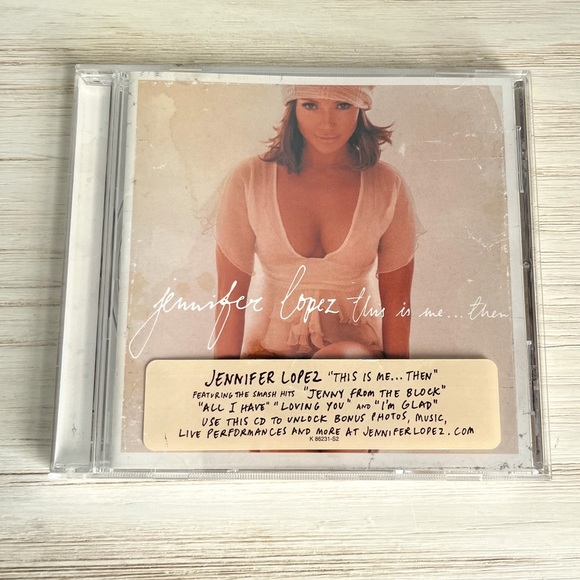 jennifer lopez this is me...then
JENNIFER LOPEZ "THIS IS ME...THEN"
FEATURING THE SMASH HITS "JENNY FROM THE BLOCK"
"ALL I HAVE" "LOVING YOU" AND "I'M GLAD"
USE THIS CD TO UNLOCK BONUS PHOTOS, MUSIC,
LIVE PERFORMANCES AND MORE AT JENNIFERLOPEZ.COM
K 86231-S2